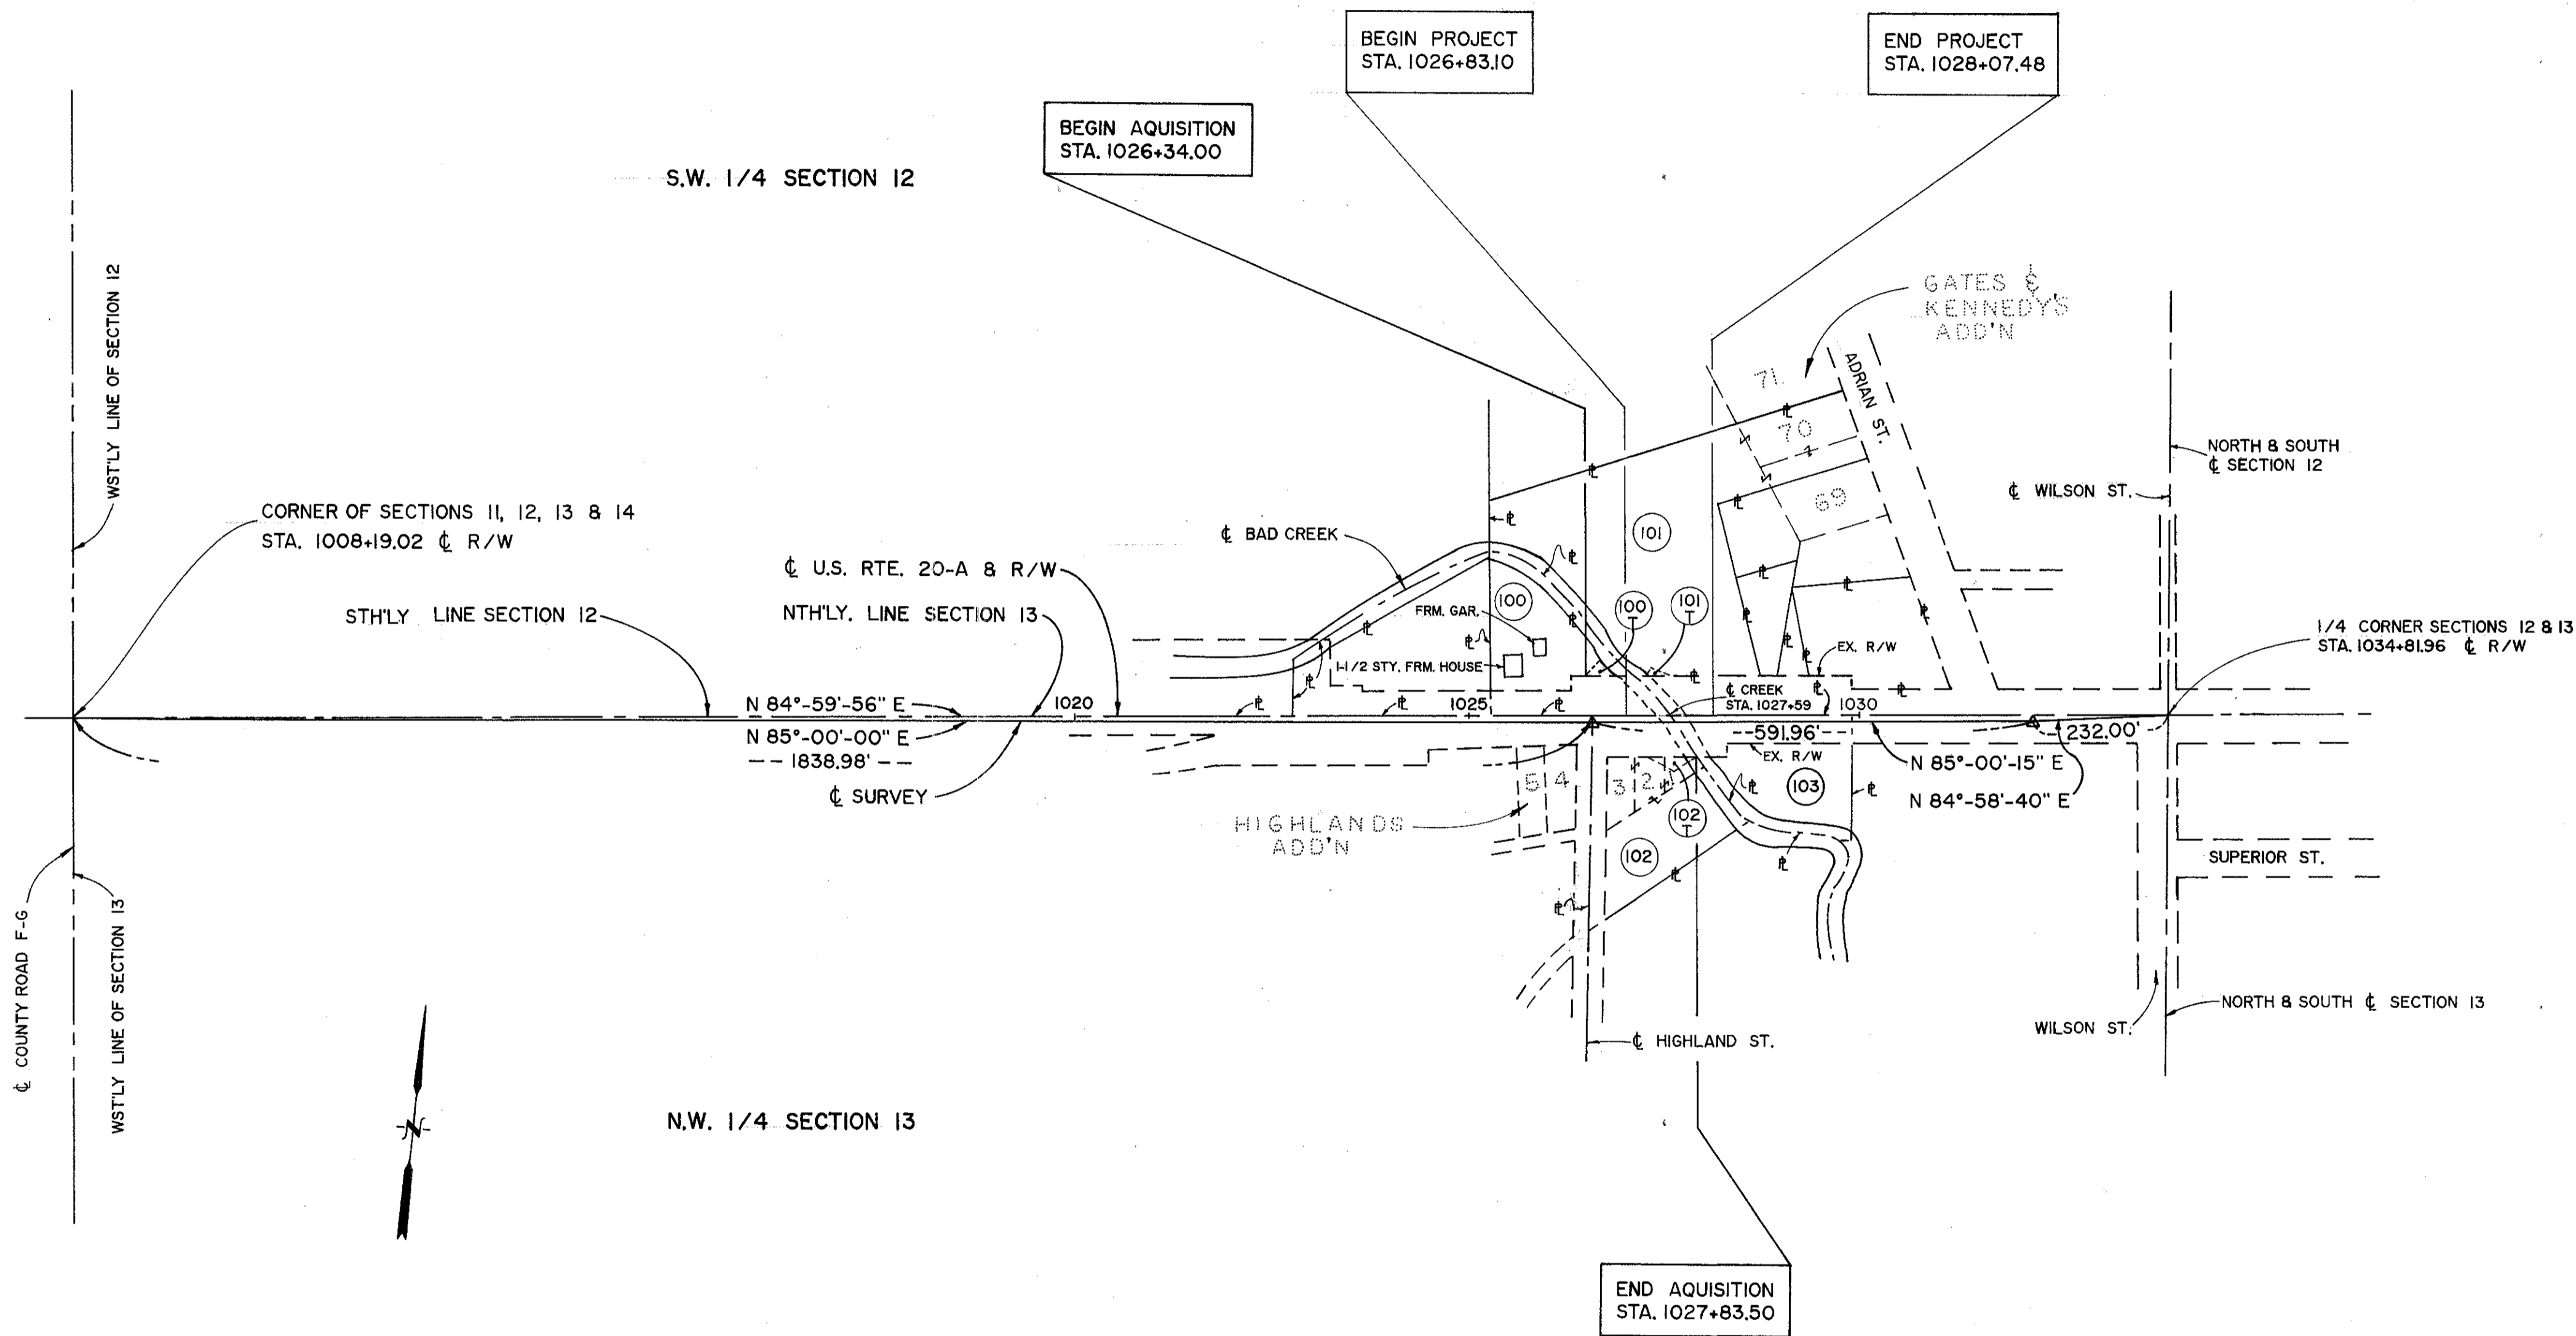 BEGIN PROJECT
STA. 1026+83.10
END PROJECT
STA. 1028+07.48
BEGIN AQUISITION
STA. 1026+34.00
S.W. 1/4 SECTION 12
WST'LY LINE OF SECTION 12
GATES &
KENNEDY'S
ADD'N
71
70
69
ADRIAN ST.
NORTH & SOUTH
℄ SECTION 12
℄ WILSON ST.
CORNER OF SECTIONS 11, 12, 13 & 14
STA. 1008+19.02 ℄ R/W
℄ BAD CREEK
101
℄ U.S. RTE. 20-A & R/W
STH'LY LINE SECTION 12
NTH'LY. LINE SECTION 13
100
FRM. GAR.
100
T
101
T
1-1/2 STY. FRM. HOUSE
EX. R/W
1/4 CORNER SECTIONS 12 & 13
STA. 1034+81.96 ℄ R/W
N 84°-59'-56" E
1020
1025
℄ CREEK
STA. 1027+59
1030
N 85°-00'-00" E
1838.98'
591.96'
232.00'
EX. R/W
N 85°-00'-15" E
N 84°-58'-40" E
℄ SURVEY
5
4
3
2
1
103
HIGHLANDS
ADD'N
102
T
102
SUPERIOR ST.
℄ COUNTY ROAD F-G
WST'LY LINE OF SECTION 13
NORTH & SOUTH ℄ SECTION 13
WILSON ST.
℄ HIGHLAND ST.
N
N.W. 1/4 SECTION 13
END AQUISITION
STA. 1027+83.50